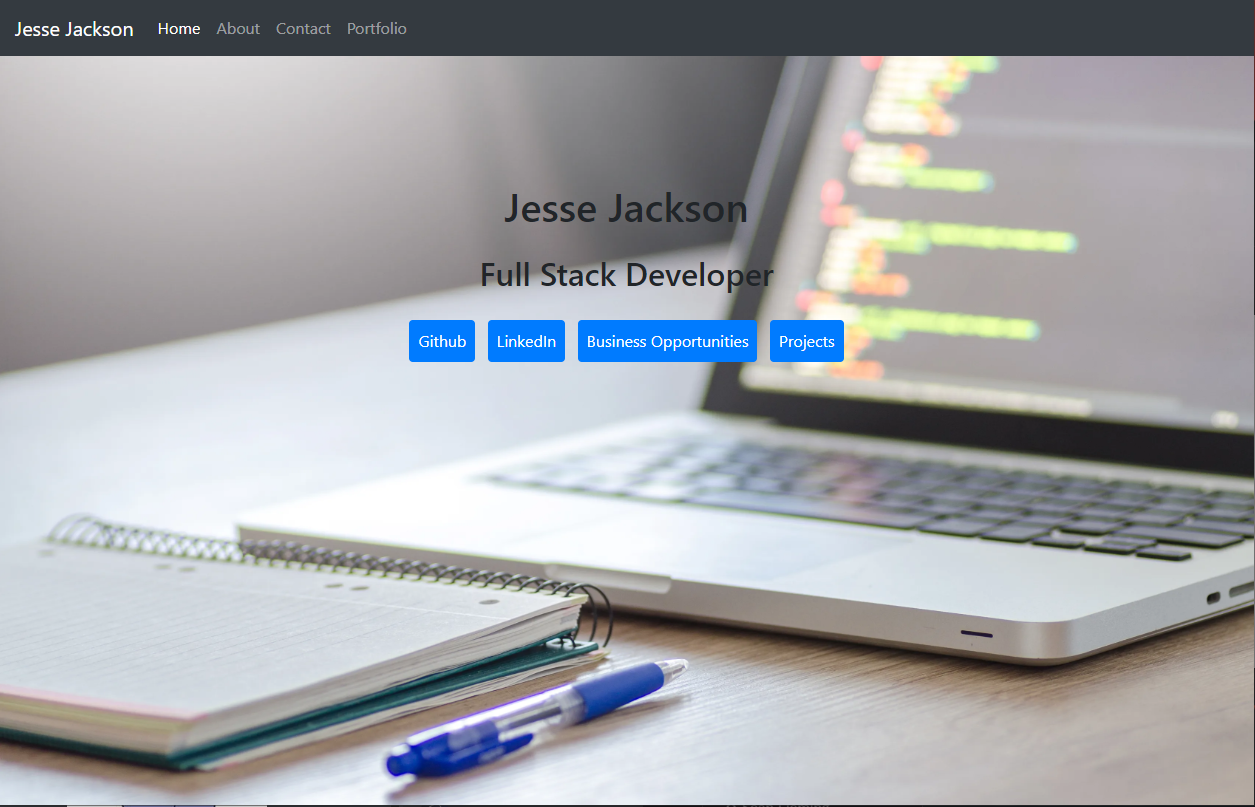 Jesse Jackson Home About Contact Portfolio
Jesse Jackson
Full Stack Developer
Github LinkedIn Business Opportunities Projects